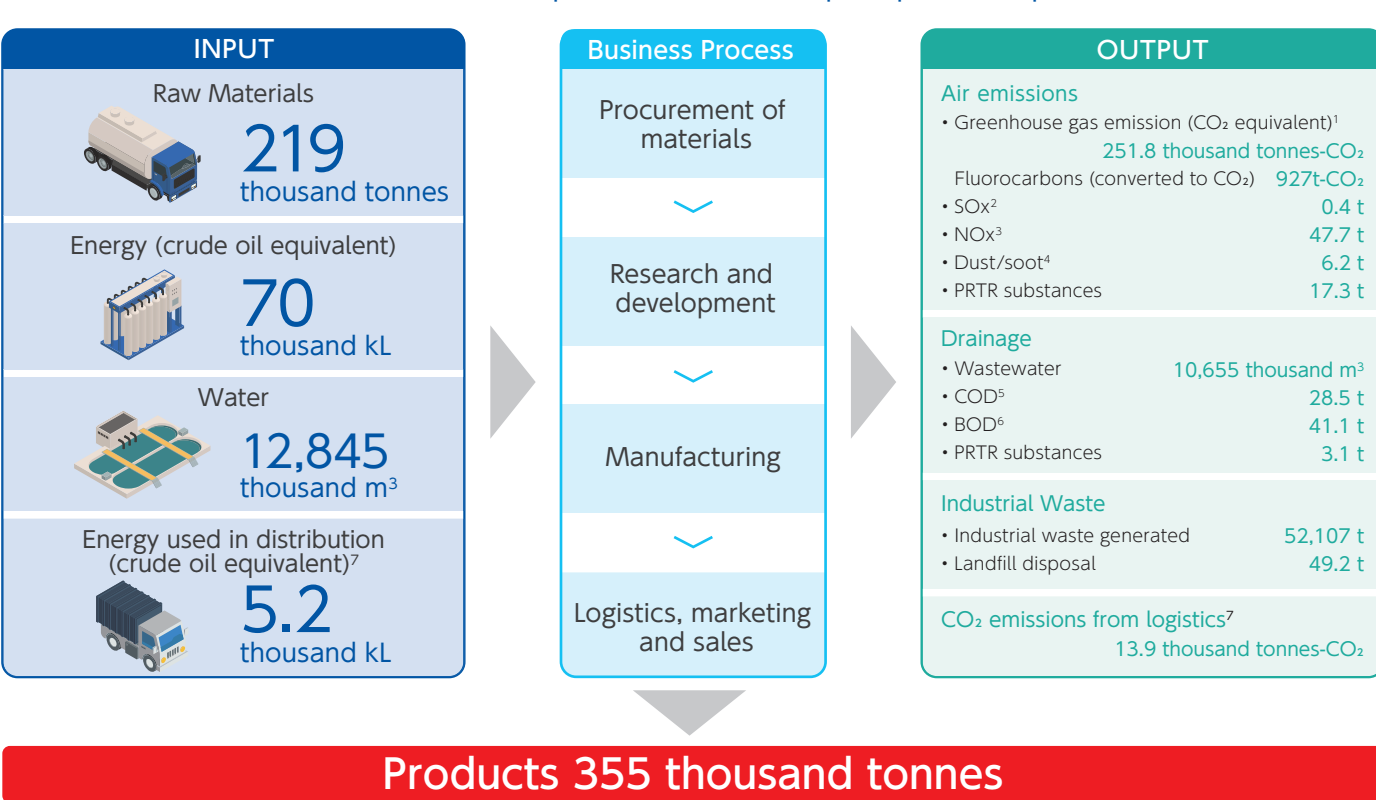 INPUT
Raw Materials
219
thousand tonnes
Energy (crude oil equivalent)
70
thousand kL
Water
12,845
thousand m³
Energy used in distribution
(crude oil equivalent)⁷
5.2
thousand kL
Business Process
Procurement of
materials
Research and
development
Manufacturing
Logistics, marketing
and sales
OUTPUT
Air emissions
• Greenhouse gas emission (CO₂ equivalent)¹
251.8 thousand tonnes-CO₂
Fluorocarbons (converted to CO₂) 927t-CO₂
• SOx² 0.4 t
• NOx³ 47.7 t
• Dust/soot⁴ 6.2 t
• PRTR substances 17.3 t
Drainage
• Wastewater 10,655 thousand m³
• COD⁵ 28.5 t
• BOD⁶ 41.1 t
• PRTR substances 3.1 t
Industrial Waste
• Industrial waste generated 52,107 t
• Landfill disposal 49.2 t
CO₂ emissions from logistics⁷
13.9 thousand tonnes-CO₂
Products 355 thousand tonnes